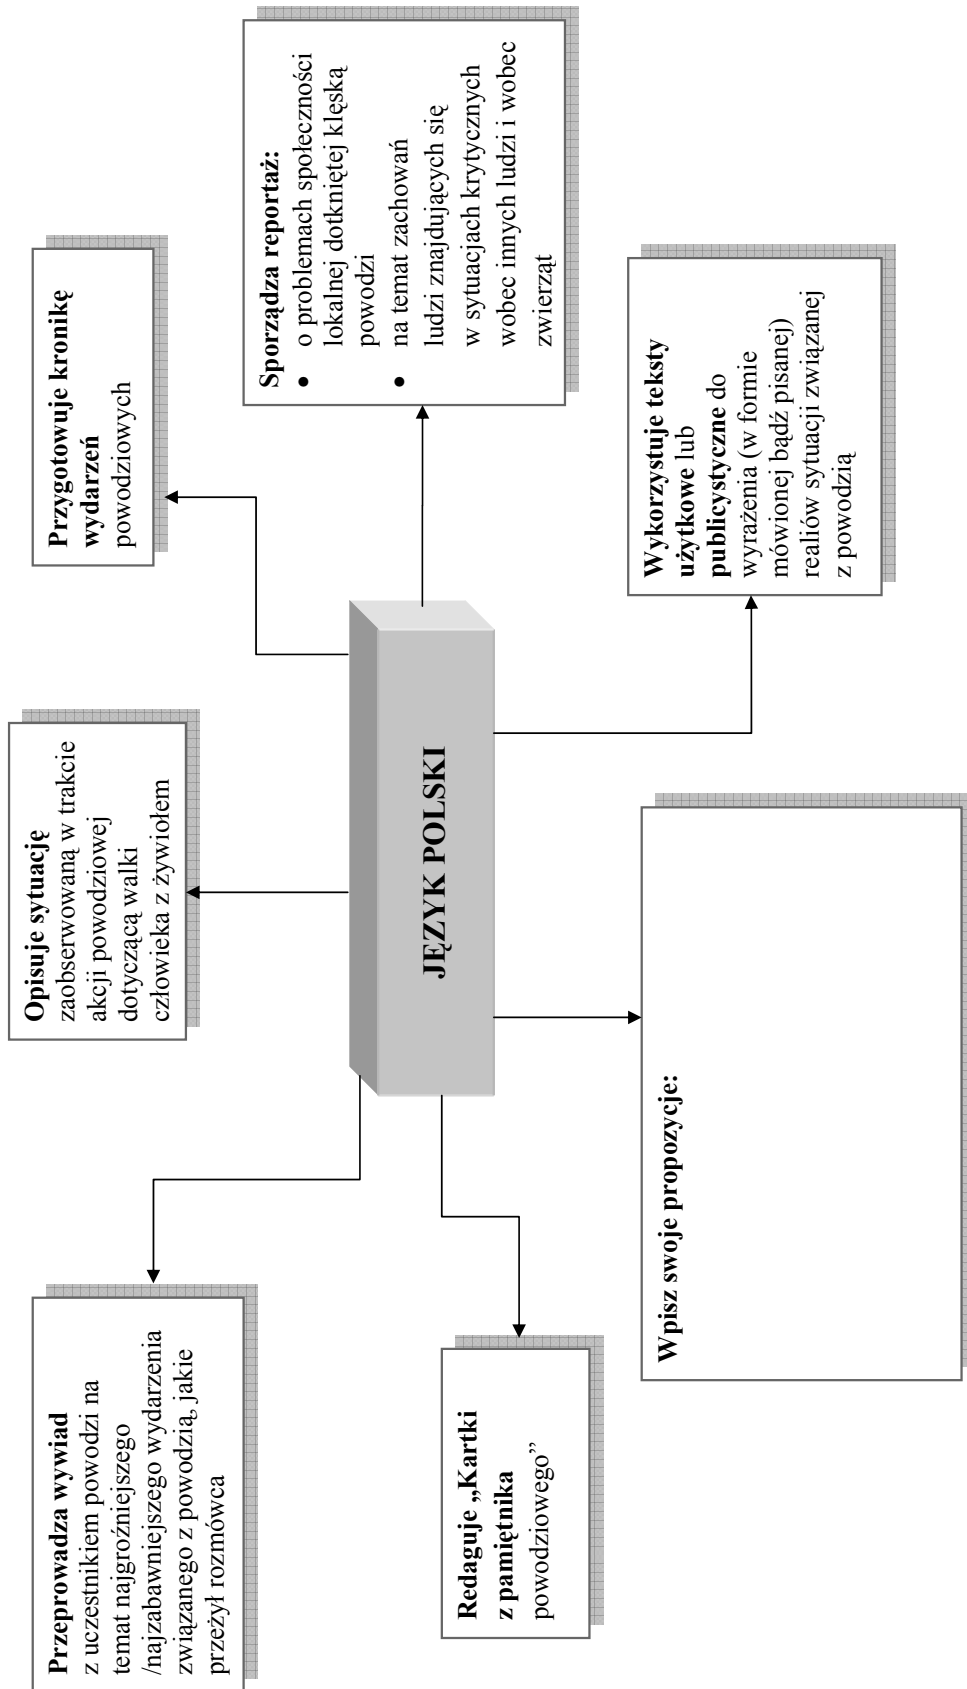 Przeprowadza wywiad
z uczestnikiem powodzi na
temat najgroźniejszego
/najzabawniejszego wydarzenia
związanego z powodzią, jakie
przeżył rozmówca
Opisuje sytuację
zaobserwowaną w trakcie
akcji powodziowej
dotyczącą walki
człowieka z żywiołem
Przygotowuje kronikę
wydarzeń
powodziowych
Sporządza reportaż:
• o problemach społeczności
lokalnej dotkniętej klęską
powodzi
• na temat zachowań
ludzi znajdujących się
w sytuacjach krytycznych
wobec innych ludzi i wobec
zwierząt
JĘZYK POLSKI
Redaguje „Kartki
z pamiętnika
powodziowego”
Wpisz swoje propozycje:
Wykorzystuje teksty
użytkowe lub
publicystyczne do
wyrażenia (w formie
mówionej bądź pisanej)
realiów sytuacji związanej
z powodzią